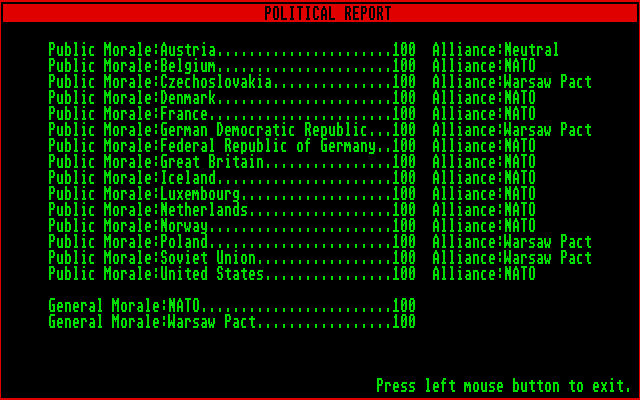 POLITICAL REPORT
Public Morale:Austria......................100 Alliance:Neutral
Public Morale:Belgium......................100 Alliance:NATO
Public Morale:Czechoslovakia...............100 Alliance:Warsaw Pact
Public Morale:Denmark......................100 Alliance:NATO
Public Morale:France.......................100 Alliance:NATO
Public Morale:German Democratic Republic...100 Alliance:Warsaw Pact
Public Morale:Federal Republic of Germany..100 Alliance:NATO
Public Morale:Great Britain................100 Alliance:NATO
Public Morale:Iceland......................100 Alliance:NATO
Public Morale:Luxembourg...................100 Alliance:NATO
Public Morale:Netherlands..................100 Alliance:NATO
Public Morale:Norway.......................100 Alliance:NATO
Public Morale:Poland.......................100 Alliance:Warsaw Pact
Public Morale:Soviet Union.................100 Alliance:Warsaw Pact
Public Morale:United States................100 Alliance:NATO
General Morale:NATO........................100
General Morale:Warsaw Pact.................100
Press left mouse button to exit.